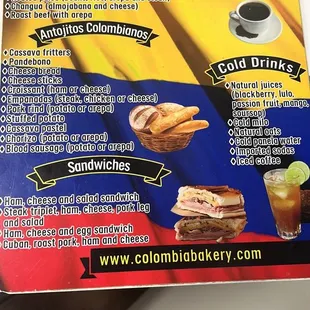 • Changua (almojabana and cheese)
• Roast beef with arepa
Antojitos Colombianos
• Cassava fritters
• Pandebono
• Cheese bread
• Cheese sticks
• Croissant (ham or cheese)
• Empanadas (steak, chicken or cheese)
• Pork rind (potato or arepa)
• Stuffed potato
• Cassava pastel
• Chorizo (potato or arepa)
• Blood sausage (potato or arepa)
Sandwiches
• Ham, cheese and salad sandwich
• Steak triplet, ham, cheese, pork leg
and salad
• Ham, cheese and egg sandwich
• Cuban, roast pork, ham and cheese
Cold Drinks
• Natural juices
(blackberry, lulo,
passion fruit, mango,
soursop)
• Cold milo
• Natural oats
• Cold panela water
• Imported sodas
• Iced coffee
www.colombiabakery.com